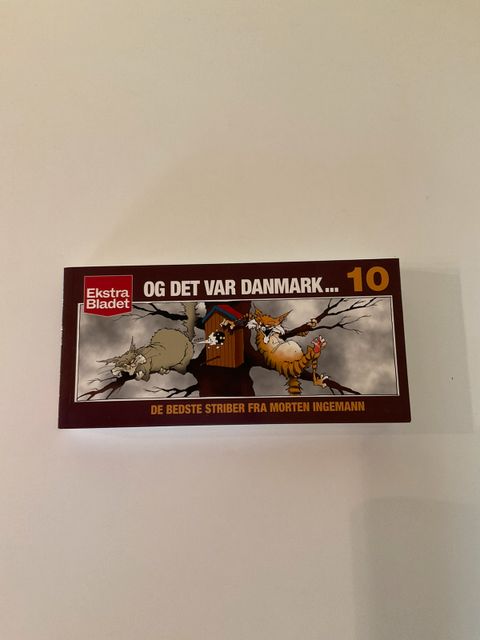 Ekstra
Bladet
OG DET VAR DANMARK... 10
DE BEDSTE STRIBER FRA MORTEN INGEMANN